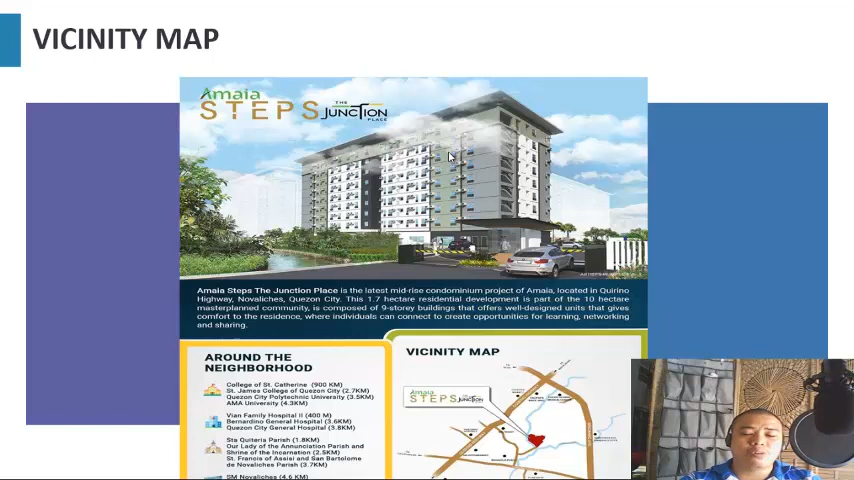 VICINITY MAP
Amaia
STEPS THE JUNCTION PLACE
Amaia Steps The Junction Place is the latest mid-rise condominium project of Amaia, located in Quirino
Highway, Novaliches, Quezon City. This 1.7 hectare residential development is part of the 10 hectare
masterplanned community, is composed of 9-storey buildings that offers well-designed units that gives
comfort to the residence, where individuals can connect to create opportunities for learning, networking
and sharing.
AROUND THE
NEIGHBORHOOD
College of St. Catherine (900 KM)
St. James College of Quezon City (2.7KM)
Quezon City Polytechnic University (3.5KM)
AMA University (4.3KM)
Vian Family Hospital II (400 M)
Bernardino General Hospital (3.6KM)
Quezon City General Hospital (3.8KM)
Sta Quiteria Parish (1.8KM)
Our Lady of the Annunciation Parish and
Shrine of the Incarnation (2.5KM)
St. Francis of Assisi and San Bartolome
de Novaliches Parish (3.7KM)
SM Novaliches (4.6 KM)
VICINITY MAP
Amaia
STEPS THE JUNCTION